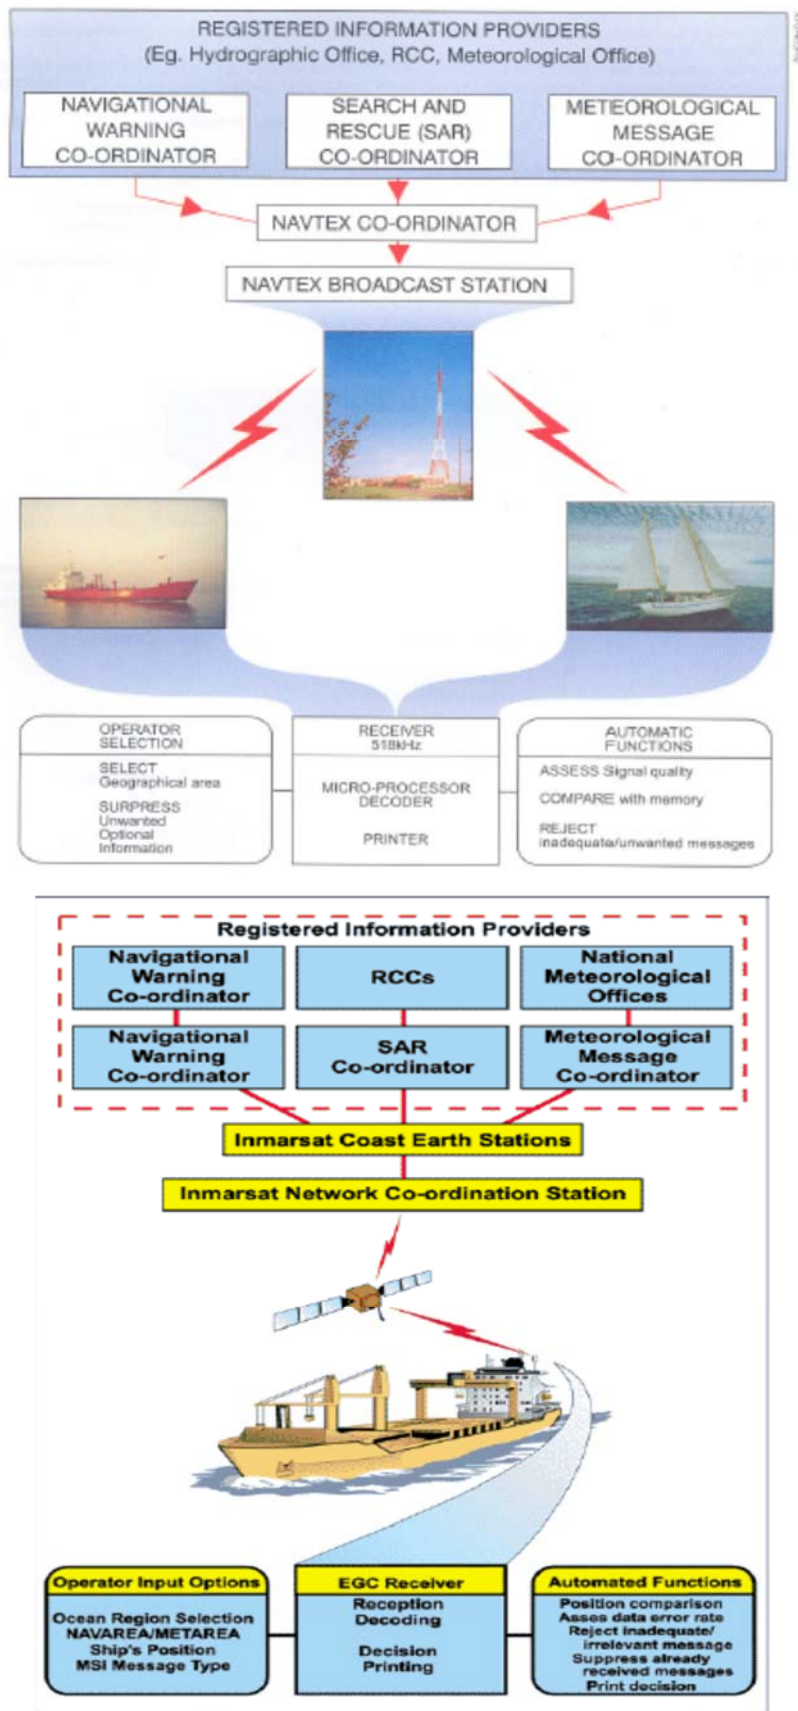 REGISTERED INFORMATION PROVIDERS
(Eg. Hydrographic Office, RCC, Meteorological Office)
NAVIGATIONAL
WARNING
CO-ORDINATOR
SEARCH AND
RESCUE (SAR)
CO-ORDINATOR
METEOROLOGICAL
MESSAGE
CO-ORDINATOR
NAVTEX CO-ORDINATOR
NAVTEX BROADCAST STATION
OPERATOR
SELECTION
SELECT
Geographical area
SURPRESS
Unwanted
Optional
Information
RECEIVER
518kHz
MICRO-PROCESSOR
DECODER
PRINTER
AUTOMATIC
FUNCTIONS
ASSESS Signal quality
COMPARE with memory
REJECT
Inadequate/unwanted messages
Registered Information Providers
Navigational
Warning
Co-ordinator
RCCs
National
Meteorological
Offices
Navigational
Warning
Co-ordinator
SAR
Co-ordinator
Meteorological
Message
Co-ordinator
Inmarsat Coast Earth Stations
Inmarsat Network Co-ordination Station
Operator Input Options
Ocean Region Selection
NAVAREA/METAREA
Ship's Position
MSI Message Type
EGC Receiver
Reception
Decoding
Decision
Printing
Automated Functions
Position comparison
Asses data error rate
Reject inadequate/
irrelevant message
Suppress already
received messages
Print decision